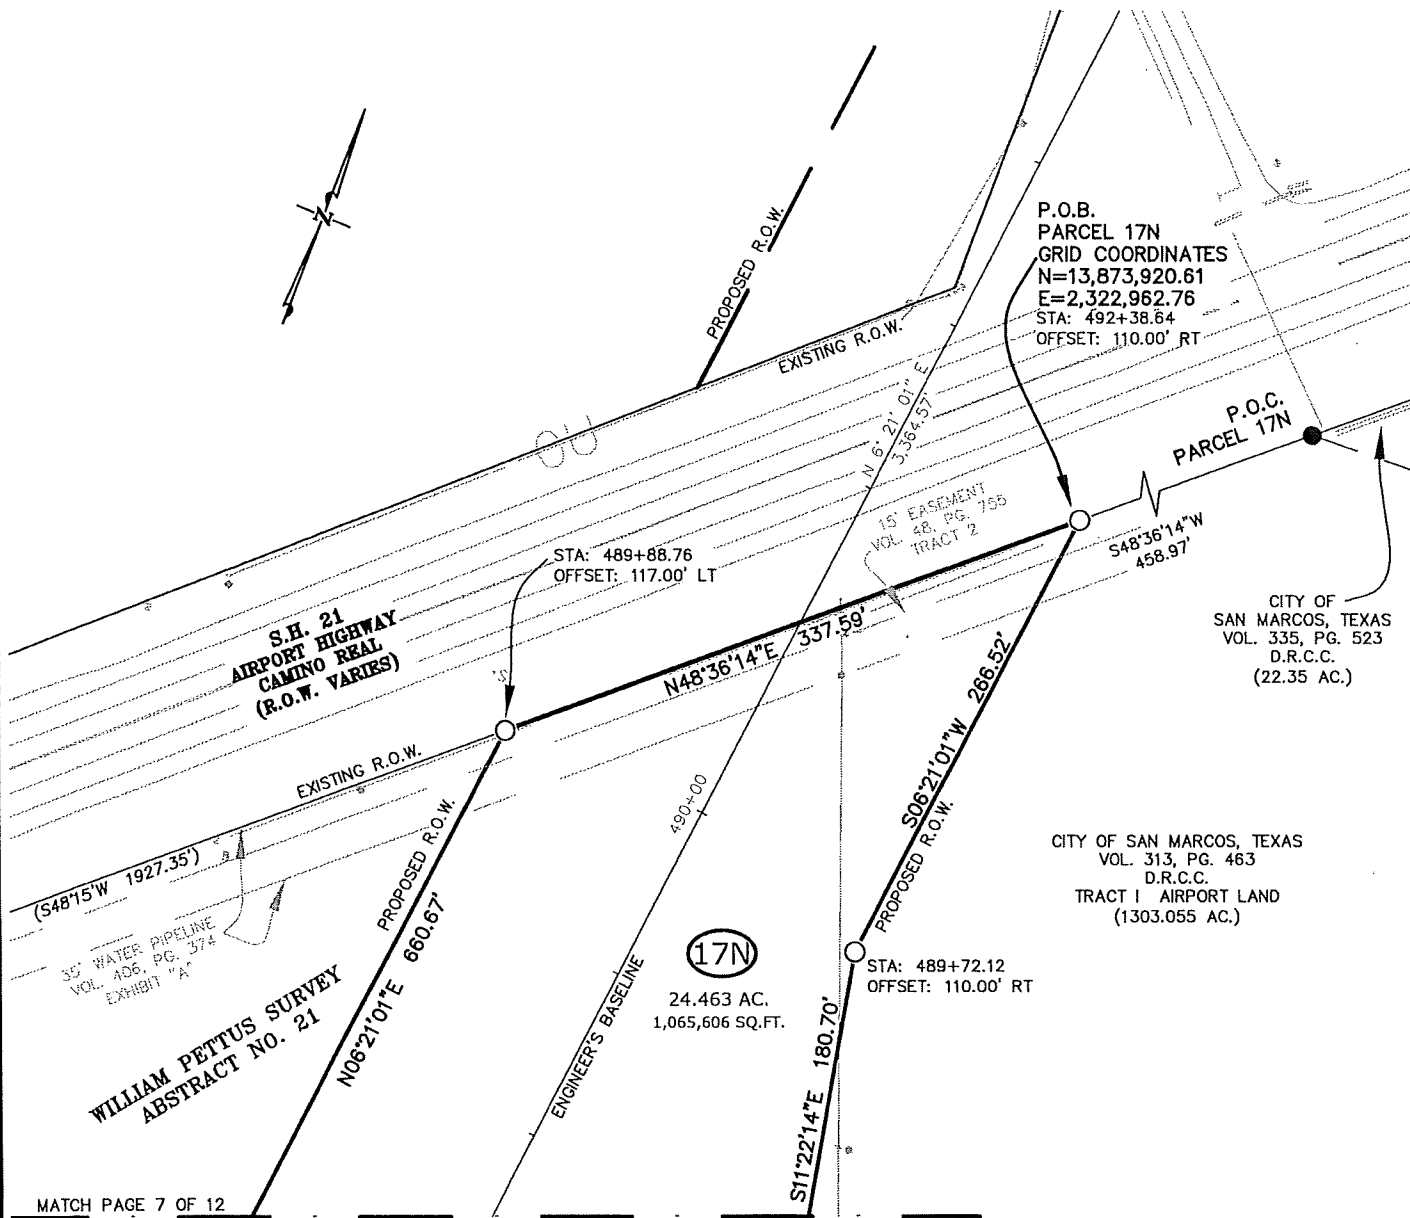 N
PROPOSED R.O.W.
P.O.B.
PARCEL 17N
GRID COORDINATES
N=13,873,920.61
E=2,322,962.76
STA: 492+38.64
OFFSET: 110.00' RT
EXISTING R.O.W.
N 6° 21' 01" E
3,364.57'
P.O.C.
PARCEL 17N
15' EASEMENT
VOL. 48, PG. 755
TRACT 2
S48°36'14"W
458.97'
STA: 489+88.76
OFFSET: 117.00' LT
CITY OF
SAN MARCOS, TEXAS
VOL. 335, PG. 523
D.R.C.C.
(22.35 AC.)
S.H. 21
AIRPORT HIGHWAY
CAMINO REAL
(R.O.W. VARIES)
N48°36'14"E 337.59'
S06°21'01"W 266.52'
PROPOSED R.O.W.
EXISTING R.O.W.
490+00
PROPOSED R.O.W.
N06°21'01"E 660.67'
(S48°15'W 1927.35')
CITY OF SAN MARCOS, TEXAS
VOL. 313, PG. 463
D.R.C.C.
TRACT I AIRPORT LAND
(1303.055 AC.)
35' WATER PIPELINE
VOL. 406, PG. 374
EXHIBIT "A"
17N
24.463 AC.
1,065,606 SQ.FT.
STA: 489+72.12
OFFSET: 110.00' RT
WILLIAM PETTUS SURVEY
ABSTRACT NO. 21
ENGINEER'S BASELINE
S11°22'14"E 180.70'
MATCH PAGE 7 OF 12